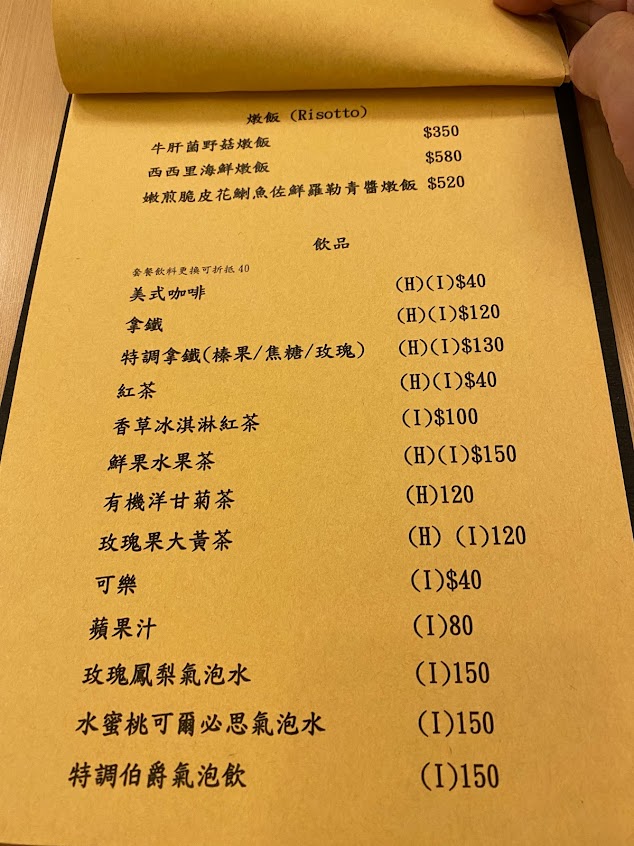 燉飯 (Risotto)
牛肝菌野菇燉飯 $350
西西里海鮮燉飯 $580
嫩煎脆皮花鯽魚佐鮮羅勒青醬燉飯 $520
飲品
套餐飲料更換可折抵 40
美式咖啡 (H)(I)$40
拿鐵 (H)(I)$120
特調拿鐵(榛果/焦糖/玫瑰) (H)(I)$130
紅茶 (H)(I)$40
香草冰淇淋紅茶 (I)$100
鮮果水果茶 (H)(I)$150
有機洋甘菊茶 (H)120
玫瑰果大黃茶 (H) (I)120
可樂 (I)$40
蘋果汁 (I)80
玫瑰鳳梨氣泡水 (I)150
水蜜桃可爾必思氣泡水 (I)150
特調伯爵氣泡飲 (I)150